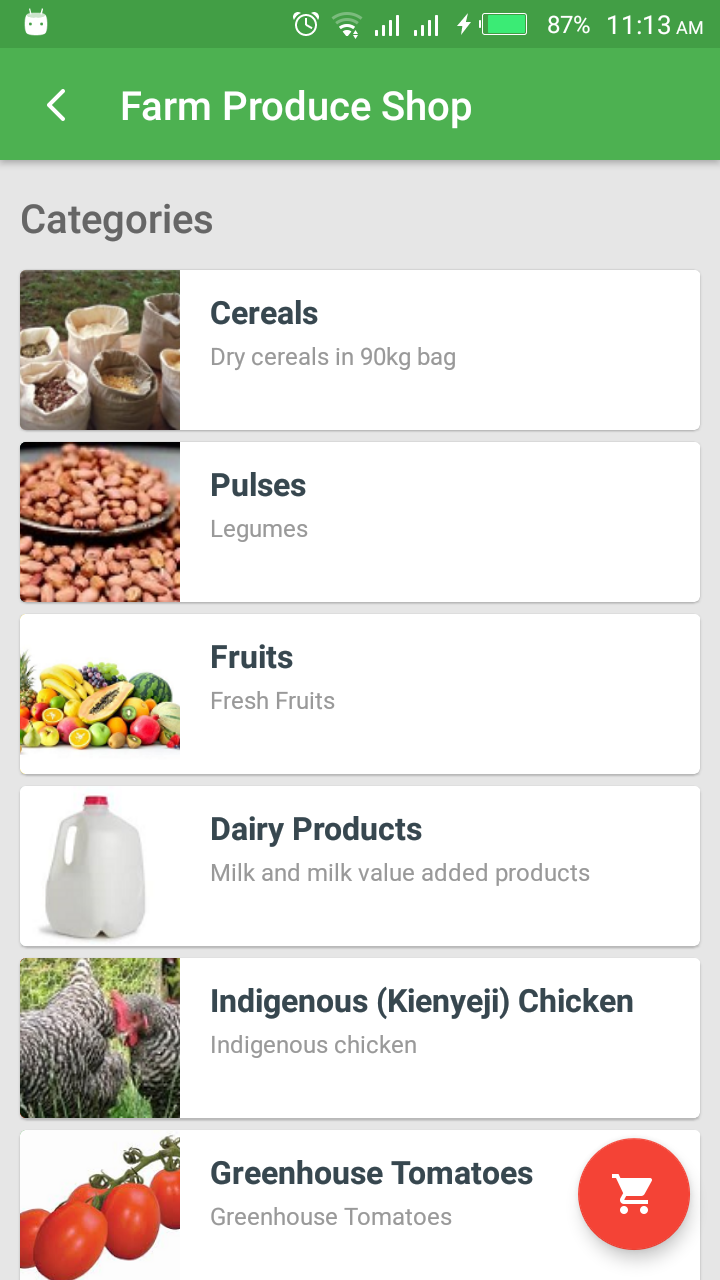 87% 11:13 AM
Farm Produce Shop
Categories
Cereals
Dry cereals in 90kg bag
Pulses
Legumes
Fruits
Fresh Fruits
Dairy Products
Milk and milk value added products
Indigenous (Kienyeji) Chicken
Indigenous chicken
Greenhouse Tomatoes
Greenhouse Tomatoes